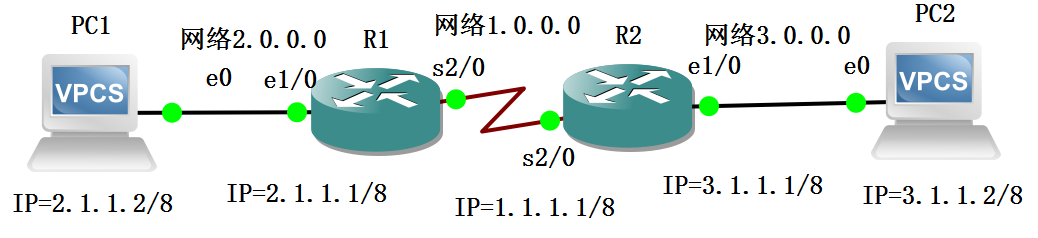 PC1
网络2.0.0.0
R1
网络1.0.0.0
R2
网络3.0.0.0
PC2
VPCS
e0
e1/0
s2/0
s2/0
e1/0
e0
VPCS
IP=2.1.1.2/8
IP=2.1.1.1/8
IP=1.1.1.1/8
IP=3.1.1.1/8
IP=3.1.1.2/8